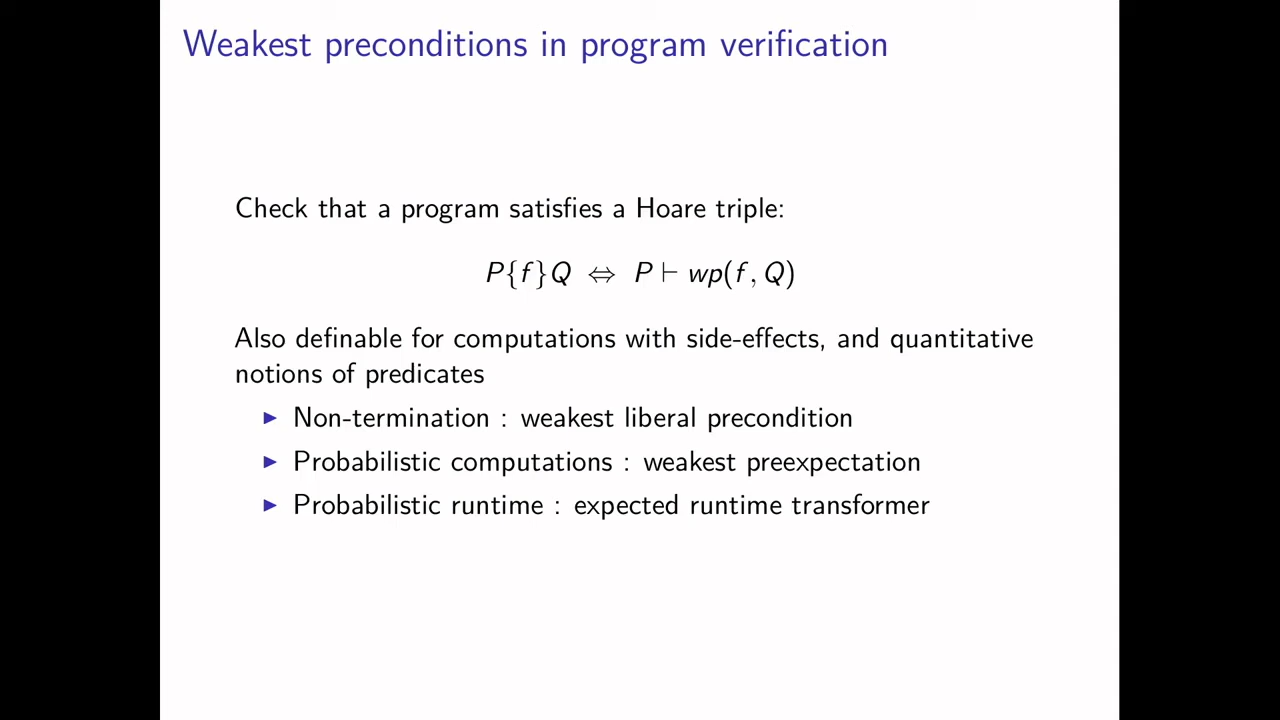 Weakest preconditions in program verification
Check that a program satisfies a Hoare triple:
P{f}Q ⇔ P ⊢ wp(f, Q)
Also definable for computations with side-effects, and quantitative
notions of predicates
▶ Non-termination : weakest liberal precondition
▶ Probabilistic computations : weakest preexpectation
▶ Probabilistic runtime : expected runtime transformer